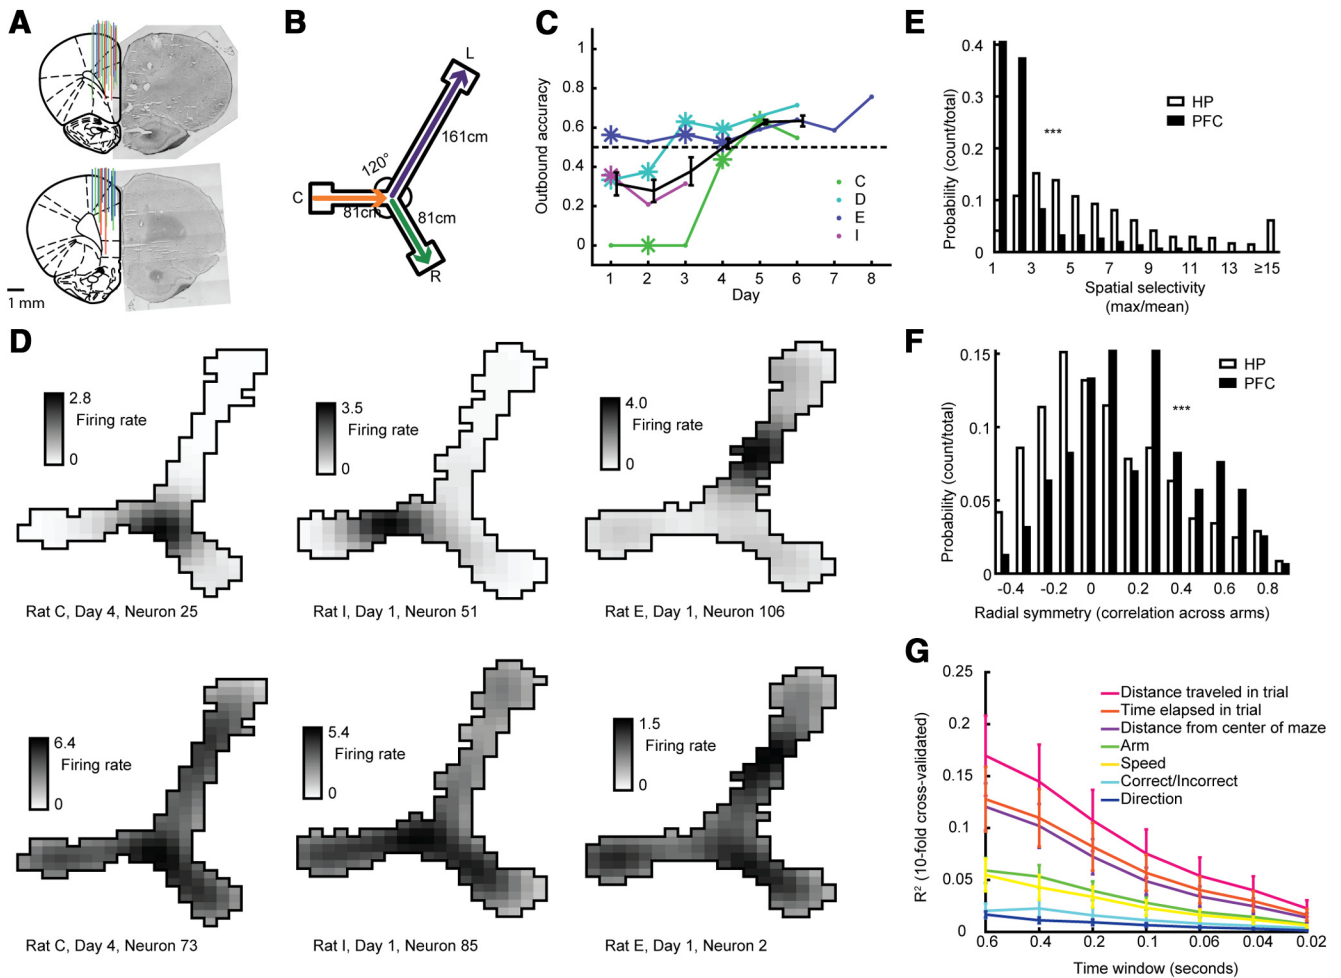 A
1 mm
B
L
161cm
120°
C
81cm
81cm
R
C
Outbound accuracy
1
0.8
0.6
0.4
0.2
0
1 2 3 4 5 6 7 8
Day
C
D
E
I
E
Probability (count/total)
0.4
0.3
0.2
0.1
0
***
HP
PFC
1 3 5 7 9 11 13 ≥15
Spatial selectivity
(max/mean)
D
2.8
Firing rate
0
Rat C, Day 4, Neuron 25
3.5
Firing rate
0
Rat I, Day 1, Neuron 51
4.0
Firing rate
0
Rat E, Day 1, Neuron 106
6.4
Firing rate
0
Rat C, Day 4, Neuron 73
5.4
Firing rate
0
Rat I, Day 1, Neuron 85
1.5
Firing rate
0
Rat E, Day 1, Neuron 2
F
Probability (count/total)
0.15
0.1
0.05
0
HP
PFC
***
-0.4 -0.2 0 0.2 0.4 0.6 0.8
Radial symmetry (correlation across arms)
G
R² (10-fold cross-validated)
0.25
0.2
0.15
0.1
0.05
0
Distance traveled in trial
Time elapsed in trial
Distance from center of maze
Arm
Speed
Correct/Incorrect
Direction
0.6 0.4 0.2 0.1 0.06 0.04 0.02
Time window (seconds)